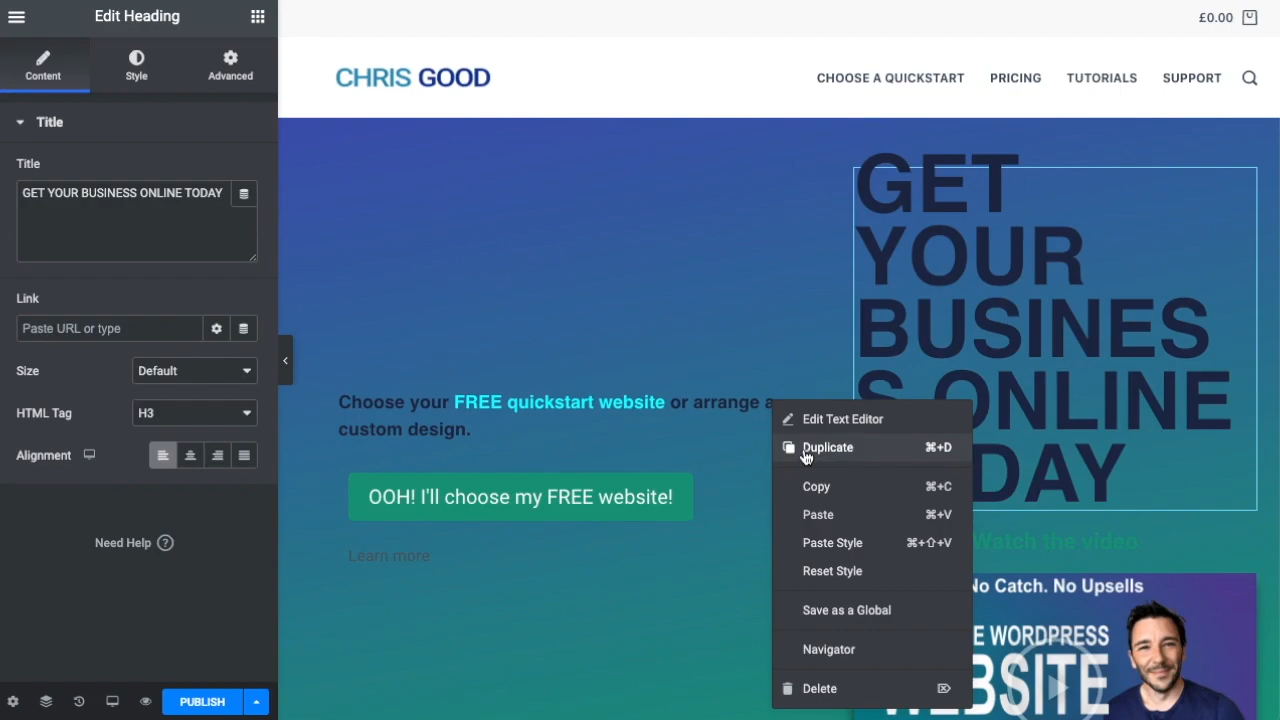 Edit Heading
£0.00
Content
Style
Advanced
CHRIS GOOD
CHOOSE A QUICKSTART
PRICING
TUTORIALS
SUPPORT
Title
Title
GET YOUR BUSINESS ONLINE TODAY
Link
Paste URL or type
Size
Default
HTML Tag
H3
Alignment
Need Help ?
PUBLISH
Choose your FREE quickstart website or arrange a
custom design.
OOH! I'll choose my FREE website!
Learn more
GET
YOUR
BUSINES
S ONLINE
DAY
Edit Text Editor
Duplicate ⌘+D
Copy ⌘+C
Paste ⌘+V
Paste Style ⌘+⇧+V
Reset Style
Save as a Global
Navigator
Delete
Watch the video
No Catch. No Upsells
E WORDPRESS
WEBSITE